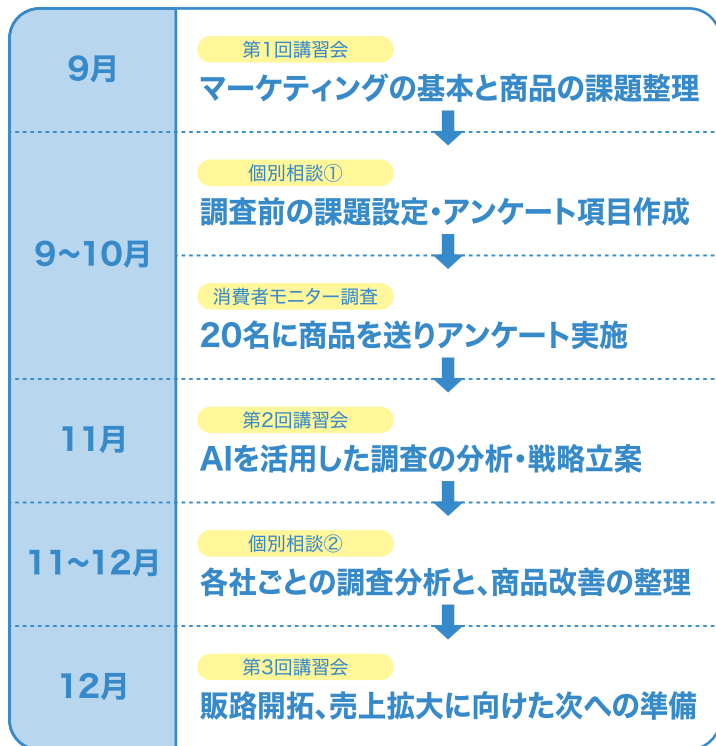 9月
第1回講習会
マーケティングの基本と商品の課題整理
9~10月
個別相談①
調査前の課題設定・アンケート項目作成
消費者モニター調査
20名に商品を送りアンケート実施
11月
第2回講習会
AIを活用した調査の分析・戦略立案
11~12月
個別相談②
各社ごとの調査分析と、商品改善の整理
12月
第3回講習会
販路開拓、売上拡大に向けた次への準備